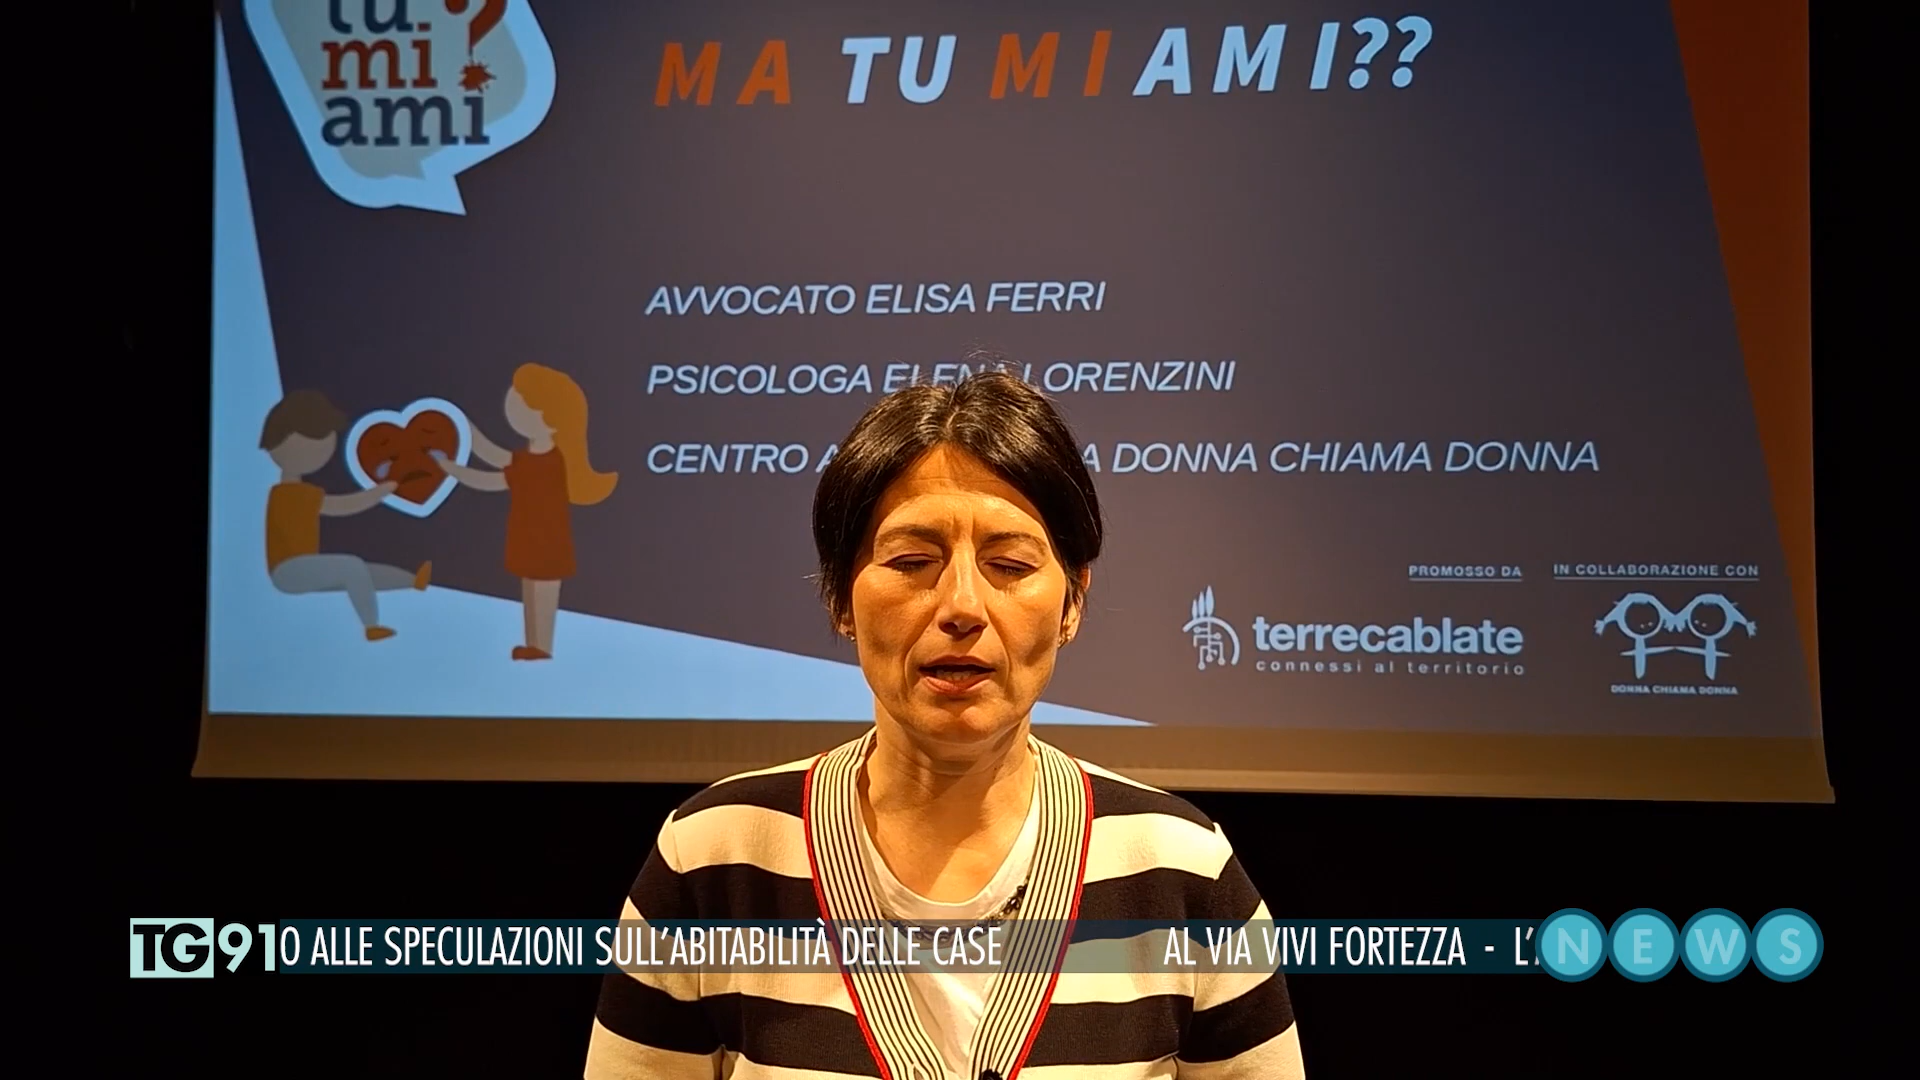 tu
mi ?
ami
MA TU MI AMI??
AVVOCATO ELISA FERRI
PSICOLOGA ELENA LORENZINI
CENTRO A A DONNA CHIAMA DONNA
PROMOSSO DA
IN COLLABORAZIONE CON
terrecablate
connessi al territorio
DONNA CHIAMA DONNA
TG91 O ALLE SPECULAZIONI SULL'ABITABILITÀ DELLE CASE AL VIA VIVI FORTEZZA - L' NEWS